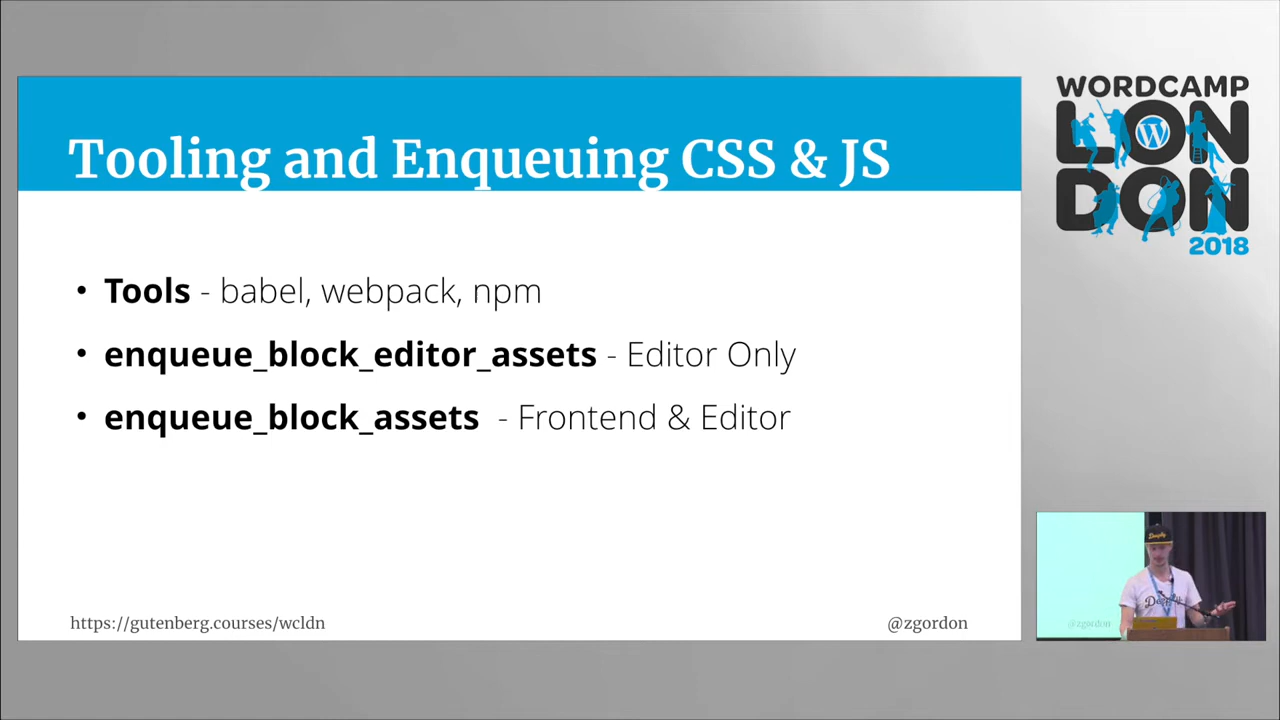 Tooling and Enqueuing CSS & JS
• Tools - babel, webpack, npm
• enqueue_block_editor_assets - Editor Only
• enqueue_block_assets - Frontend & Editor
https://gutenberg.courses/wcldn
@zgordon
WORDCAMP
LON
DON
2018
@zgordon